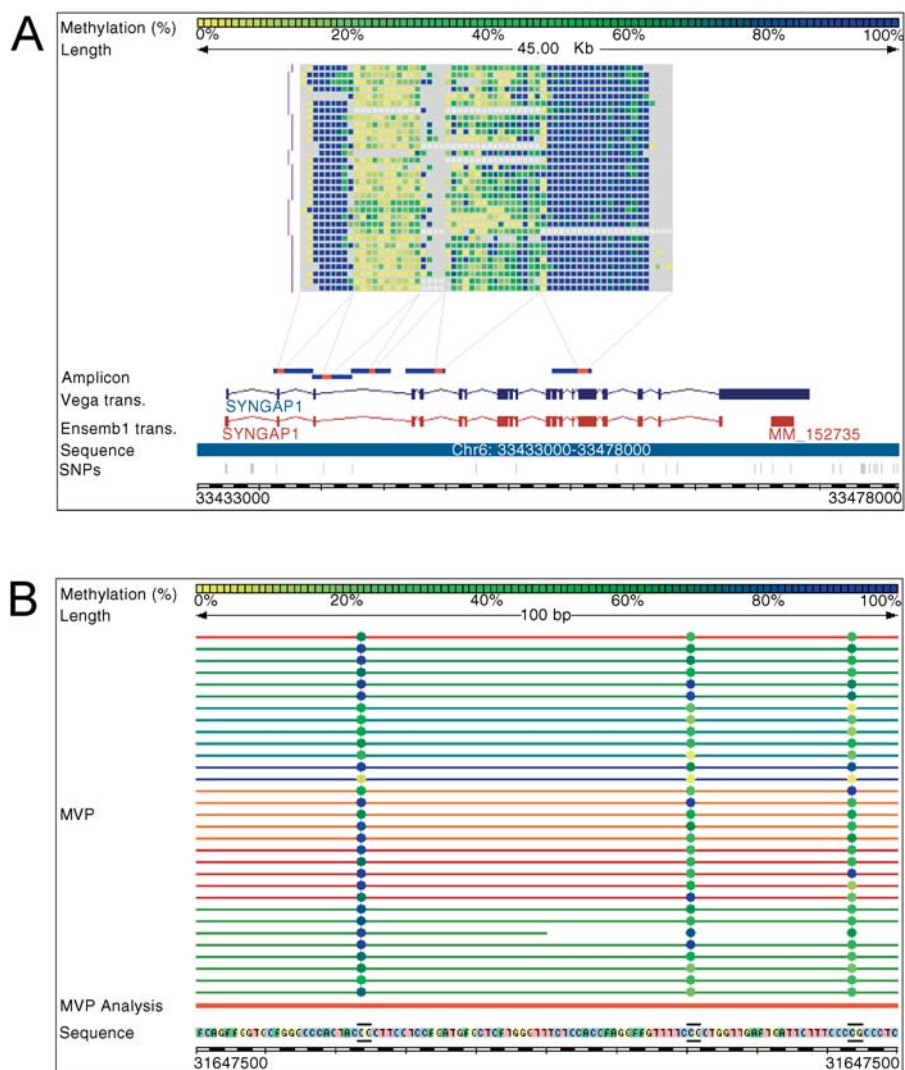 A
Methylation (%) 0% 20% 40% 60% 80% 100%
Length 45.00 Kb
Amplicon
Vega trans.
SYNGAP1
Ensemb1 trans.
SYNGAP1 MM_152735
Sequence Chr6: 33433000-33478000
SNPs
33433000 33478000
B
Methylation (%) 0% 20% 40% 60% 80% 100%
Length 100 bp
MVP
MVP Analysis
Sequence
31647500 31647500